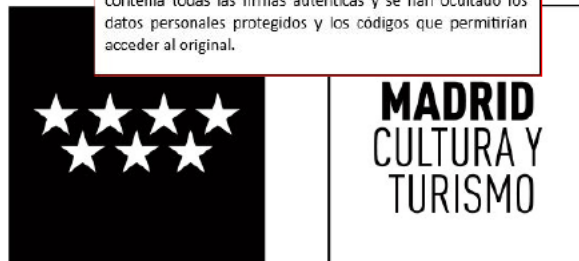 contenía todas las firmas auténticas y se han ocultado los
datos personales protegidos y los códigos que permitirían
acceder al original.
MADRID
CULTURA Y
TURISMO